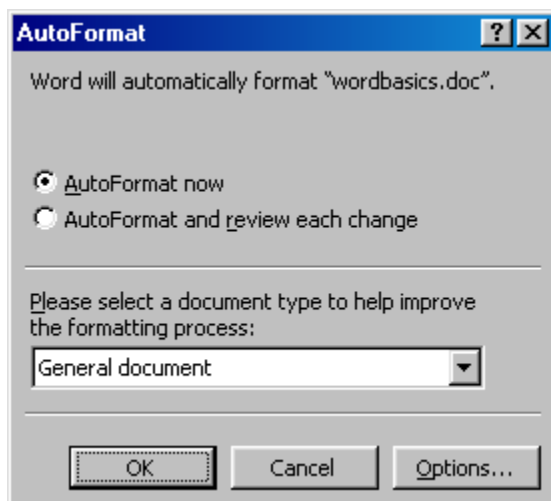 AutoFormat
Word will automatically format "wordbasics.doc".
AutoFormat now
AutoFormat and review each change
Please select a document type to help improve
the formatting process:
General document
OK Cancel Options...